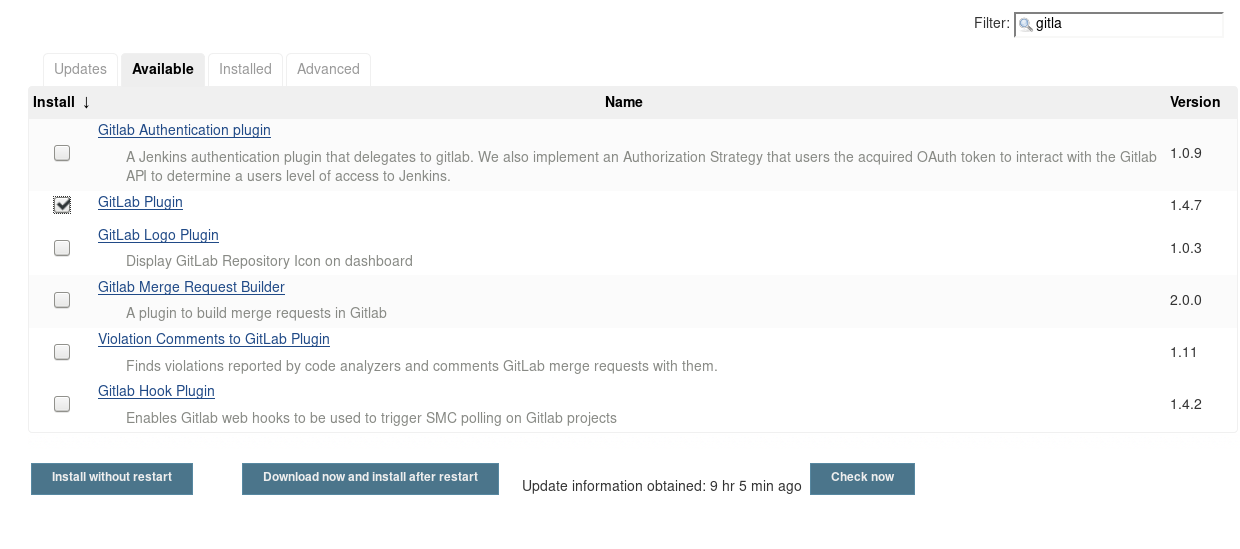 Filter: gitla
Updates Available Installed Advanced
Install ↓ Name Version
Gitlab Authentication plugin
A Jenkins authentication plugin that delegates to gitlab. We also implement an Authorization Strategy that users the acquired OAuth token to interact with the Gitlab
API to determine a users level of access to Jenkins.
1.0.9
GitLab Plugin
1.4.7
GitLab Logo Plugin
Display GitLab Repository Icon on dashboard
1.0.3
Gitlab Merge Request Builder
A plugin to build merge requests in Gitlab
2.0.0
Violation Comments to GitLab Plugin
Finds violations reported by code analyzers and comments GitLab merge requests with them.
1.11
Gitlab Hook Plugin
Enables Gitlab web hooks to be used to trigger SMC polling on Gitlab projects
1.4.2
Install without restart Download now and install after restart Update information obtained: 9 hr 5 min ago Check now